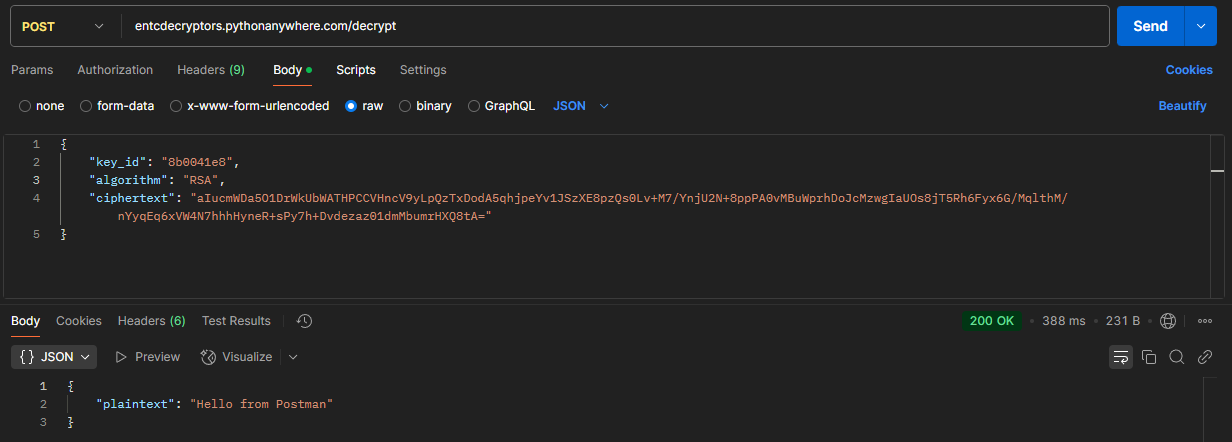 POST entcdecryptors.pythonanywhere.com/decrypt Send
Params Authorization Headers (9) Body Scripts Settings Cookies
none form-data x-www-form-urlencoded raw binary GraphQL JSON Beautify
1 {
2 "key_id": "8b0041e8",
3 "algorithm": "RSA",
4 "ciphertext": "aIucmWDa5O1DrWkUbWATHPCCVHncV9yLpQzTxDodA5qhjpeYv1JSzXE8pzQs0Lv+M7/YnjU2N+8ppPA0vMBuWprhDoJcMzwgIaUOs8jT5Rh6Fyx6G/MqlthM/
nYyqEq6xVW4N7hhhHyneR+sPy7h+Dvdezaz01dmMbumrHXQ8tA="
5 }
Body Cookies Headers (6) Test Results 200 OK 388 ms 231 B
{} JSON Preview Visualize
1 {
2 "plaintext": "Hello from Postman"
3 }